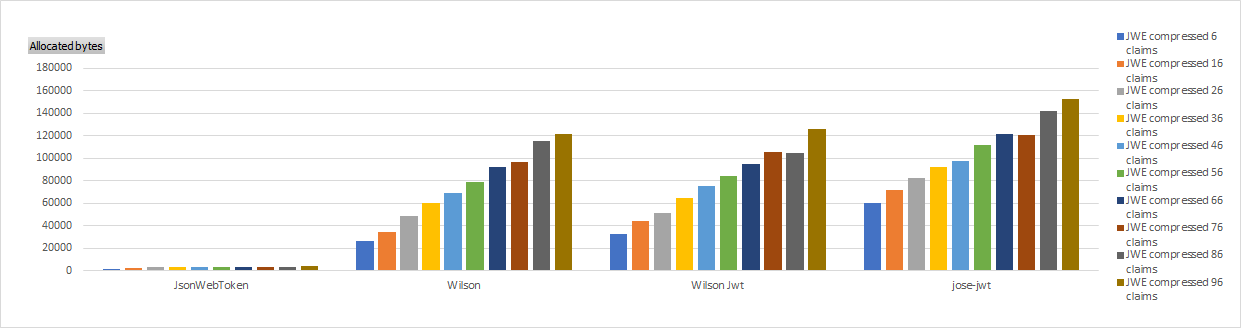 Allocated bytes
180000
160000
140000
120000
100000
80000
60000
40000
20000
0
JsonWebToken
Wilson
Wilson Jwt
jose-jwt
JWE compressed 6
claims
JWE compressed 16
claims
JWE compressed 26
claims
JWE compressed 36
claims
JWE compressed 46
claims
JWE compressed 56
claims
JWE compressed 66
claims
JWE compressed 76
claims
JWE compressed 86
claims
JWE compressed 96
claims